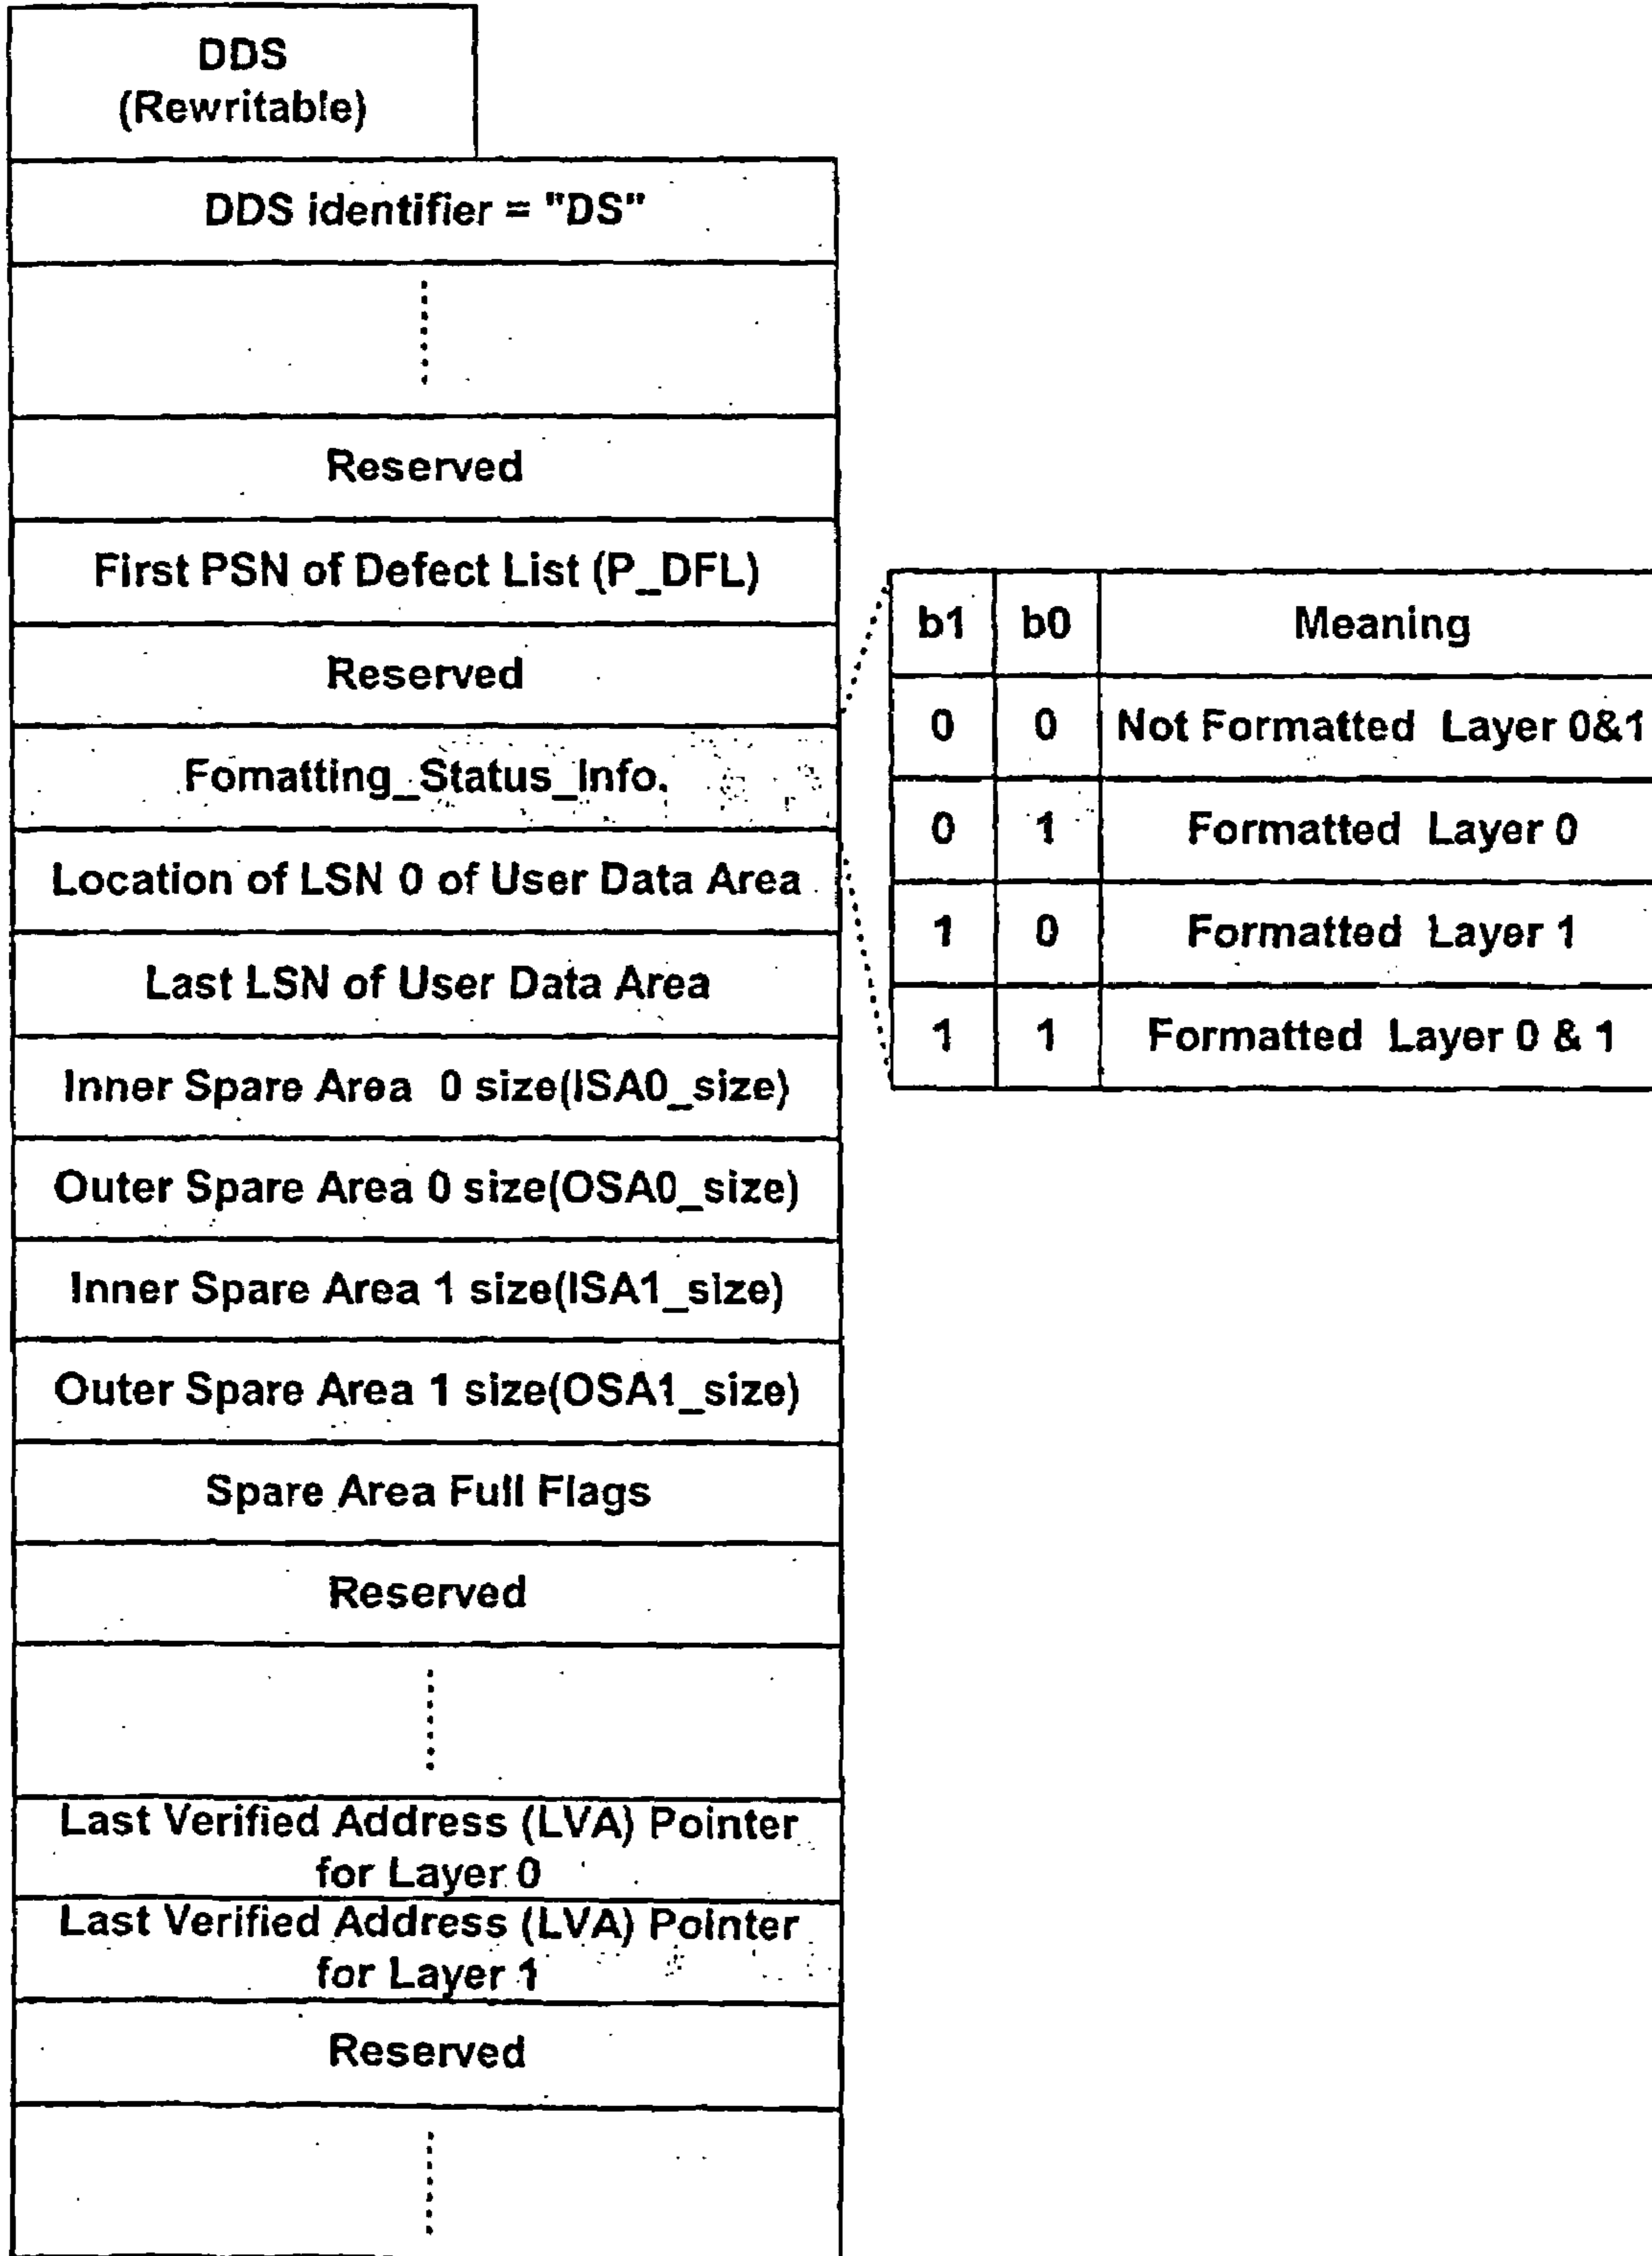 DDS
(Rewritable)
DDS identifier = "DS"
Reserved
First PSN of Defect List (P_DFL)
Reserved
Fomatting_Status_Info.
Location of LSN 0 of User Data Area
Last LSN of User Data Area
Inner Spare Area 0 size(ISA0_size)
Outer Spare Area 0 size(OSA0_size)
Inner Spare Area 1 size(ISA1_size)
Outer Spare Area 1 size(OSA1_size)
Spare Area Full Flags
Reserved
Last Verified Address (LVA) Pointer
for Layer 0
Last Verified Address (LVA) Pointer
for Layer 1
Reserved
b1 b0 Meaning
0 0 Not Formatted Layer 0&1
0 1 Formatted Layer 0
1 0 Formatted Layer 1
1 1 Formatted Layer 0 & 1